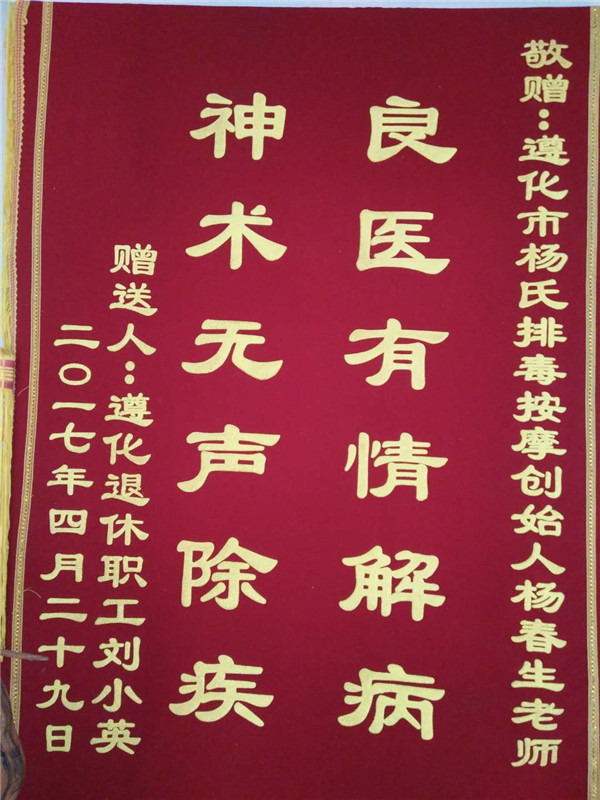 敬赠：遵化市杨氏排毒按摩创始人杨春生老师
良医有情解病
神术无声除疾
赠送人：遵化退休职工刘小英
二〇一七年四月二十九日